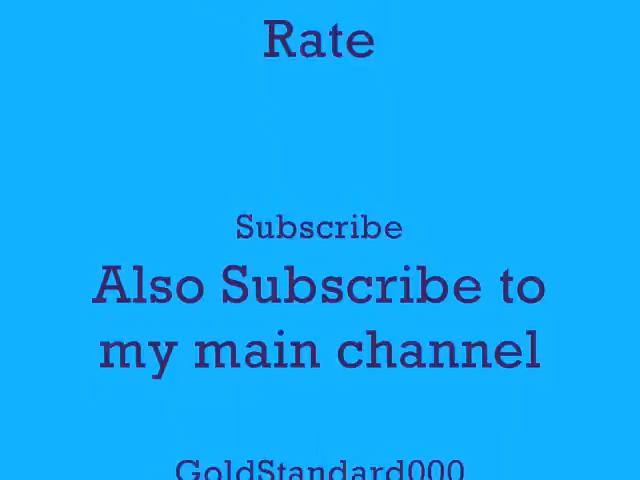 Rate
Subscribe
Also Subscribe to
my main channel
GoldStandard000